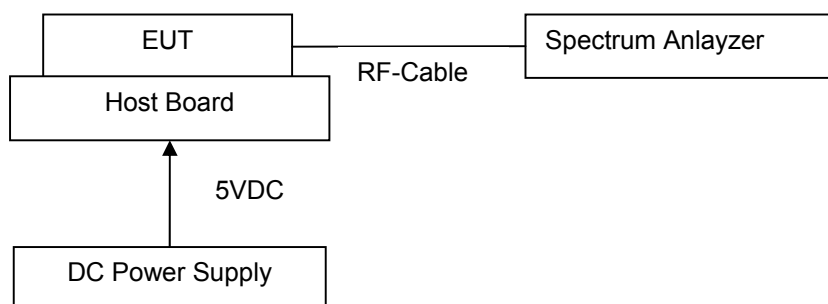 EUT
Spectrum Anlayzer
RF-Cable
Host Board
5VDC
DC Power Supply